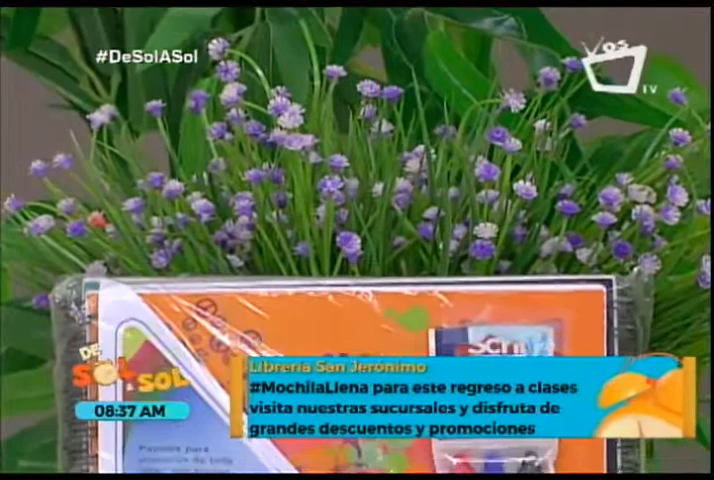 #DeSolASol
Vos
TV
Scri
DE
SOL
A SOL
08:37 AM
Librería San Jerónimo
#MochilaLlena para este regreso a clases
visita nuestras sucursales y disfruta de
grandes descuentos y promociones